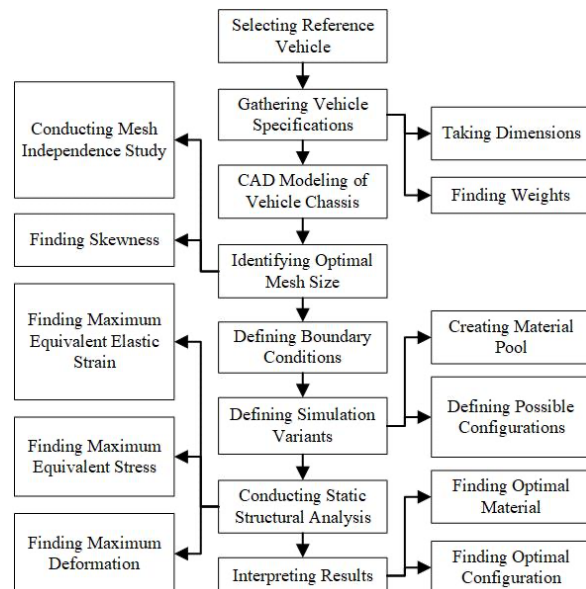 Selecting Reference
Vehicle
Gathering Vehicle
Specifications
Taking Dimensions
Finding Weights
CAD Modeling of
Vehicle Chassis
Identifying Optimal
Mesh Size
Conducting Mesh
Independence Study
Finding Skewness
Defining Boundary
Conditions
Defining Simulation
Variants
Creating Material
Pool
Defining Possible
Configurations
Conducting Static
Structural Analysis
Finding Maximum
Equivalent Elastic
Strain
Finding Maximum
Equivalent Stress
Finding Maximum
Deformation
Interpreting Results
Finding Optimal
Material
Finding Optimal
Configuration